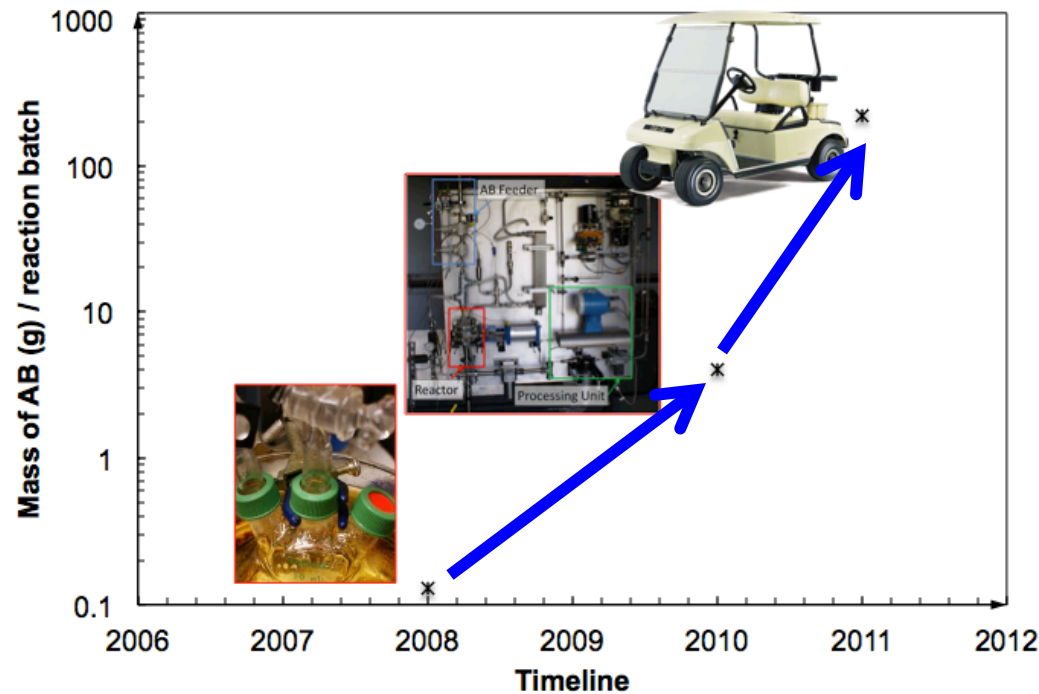 Mass of AB (g) / reaction batch
1000
100
10
1
0.1
AB Feeder
Reactor
Processing Unit
2006 2007 2008 2009 2010 2011 2012
Timeline